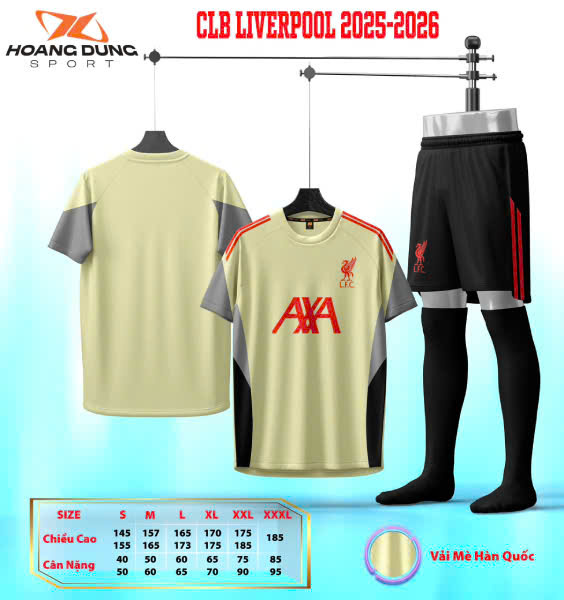 CLB LIVERPOOL 2025-2026
HOANG DUNG
SPORT
L.F.C.
L.F.C.
AXA
SIZE S M L XL XXL XXXL
Chiều Cao 145 157 165 170 175 185
155 165 173 175 185
Cân Nặng 40 50 60 65 75 85
50 60 65 70 90 95
Vải Mè Hàn Quốc